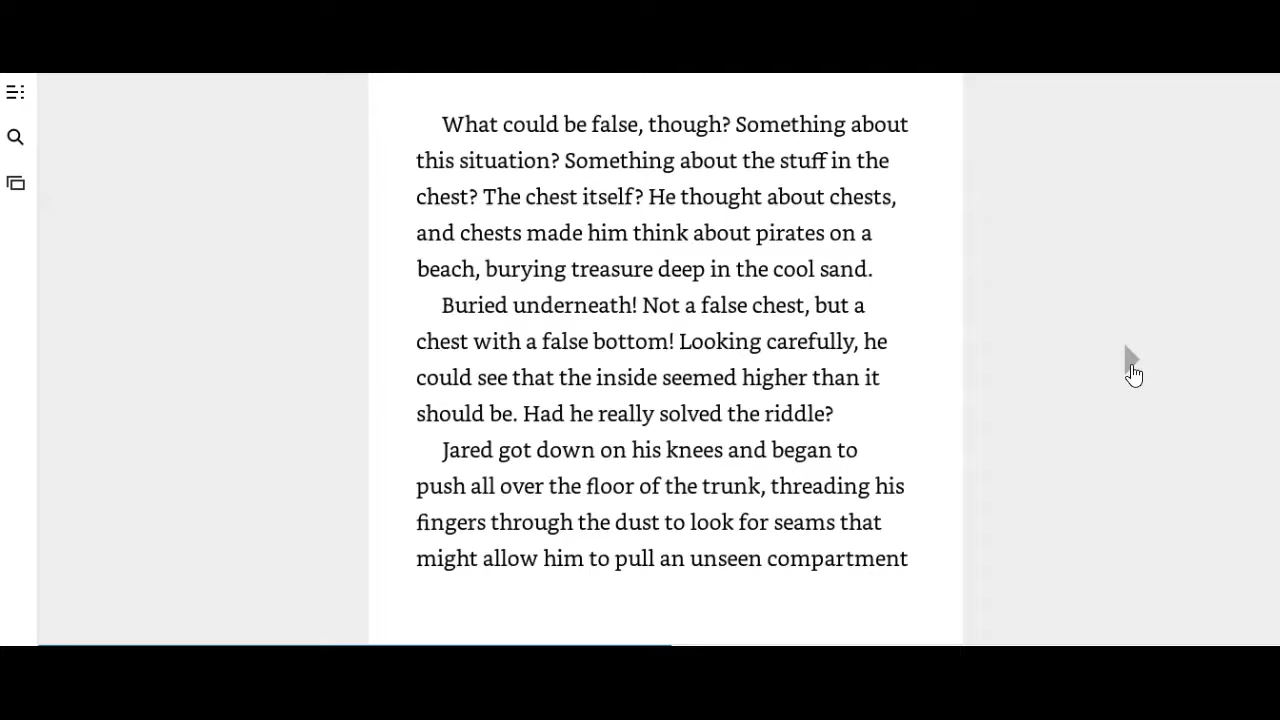 What could be false, though? Something about
this situation? Something about the stuff in the
chest? The chest itself? He thought about chests,
and chests made him think about pirates on a
beach, burying treasure deep in the cool sand.
Buried underneath! Not a false chest, but a
chest with a false bottom! Looking carefully, he
could see that the inside seemed higher than it
should be. Had he really solved the riddle?
Jared got down on his knees and began to
push all over the floor of the trunk, threading his
fingers through the dust to look for seams that
might allow him to pull an unseen compartment